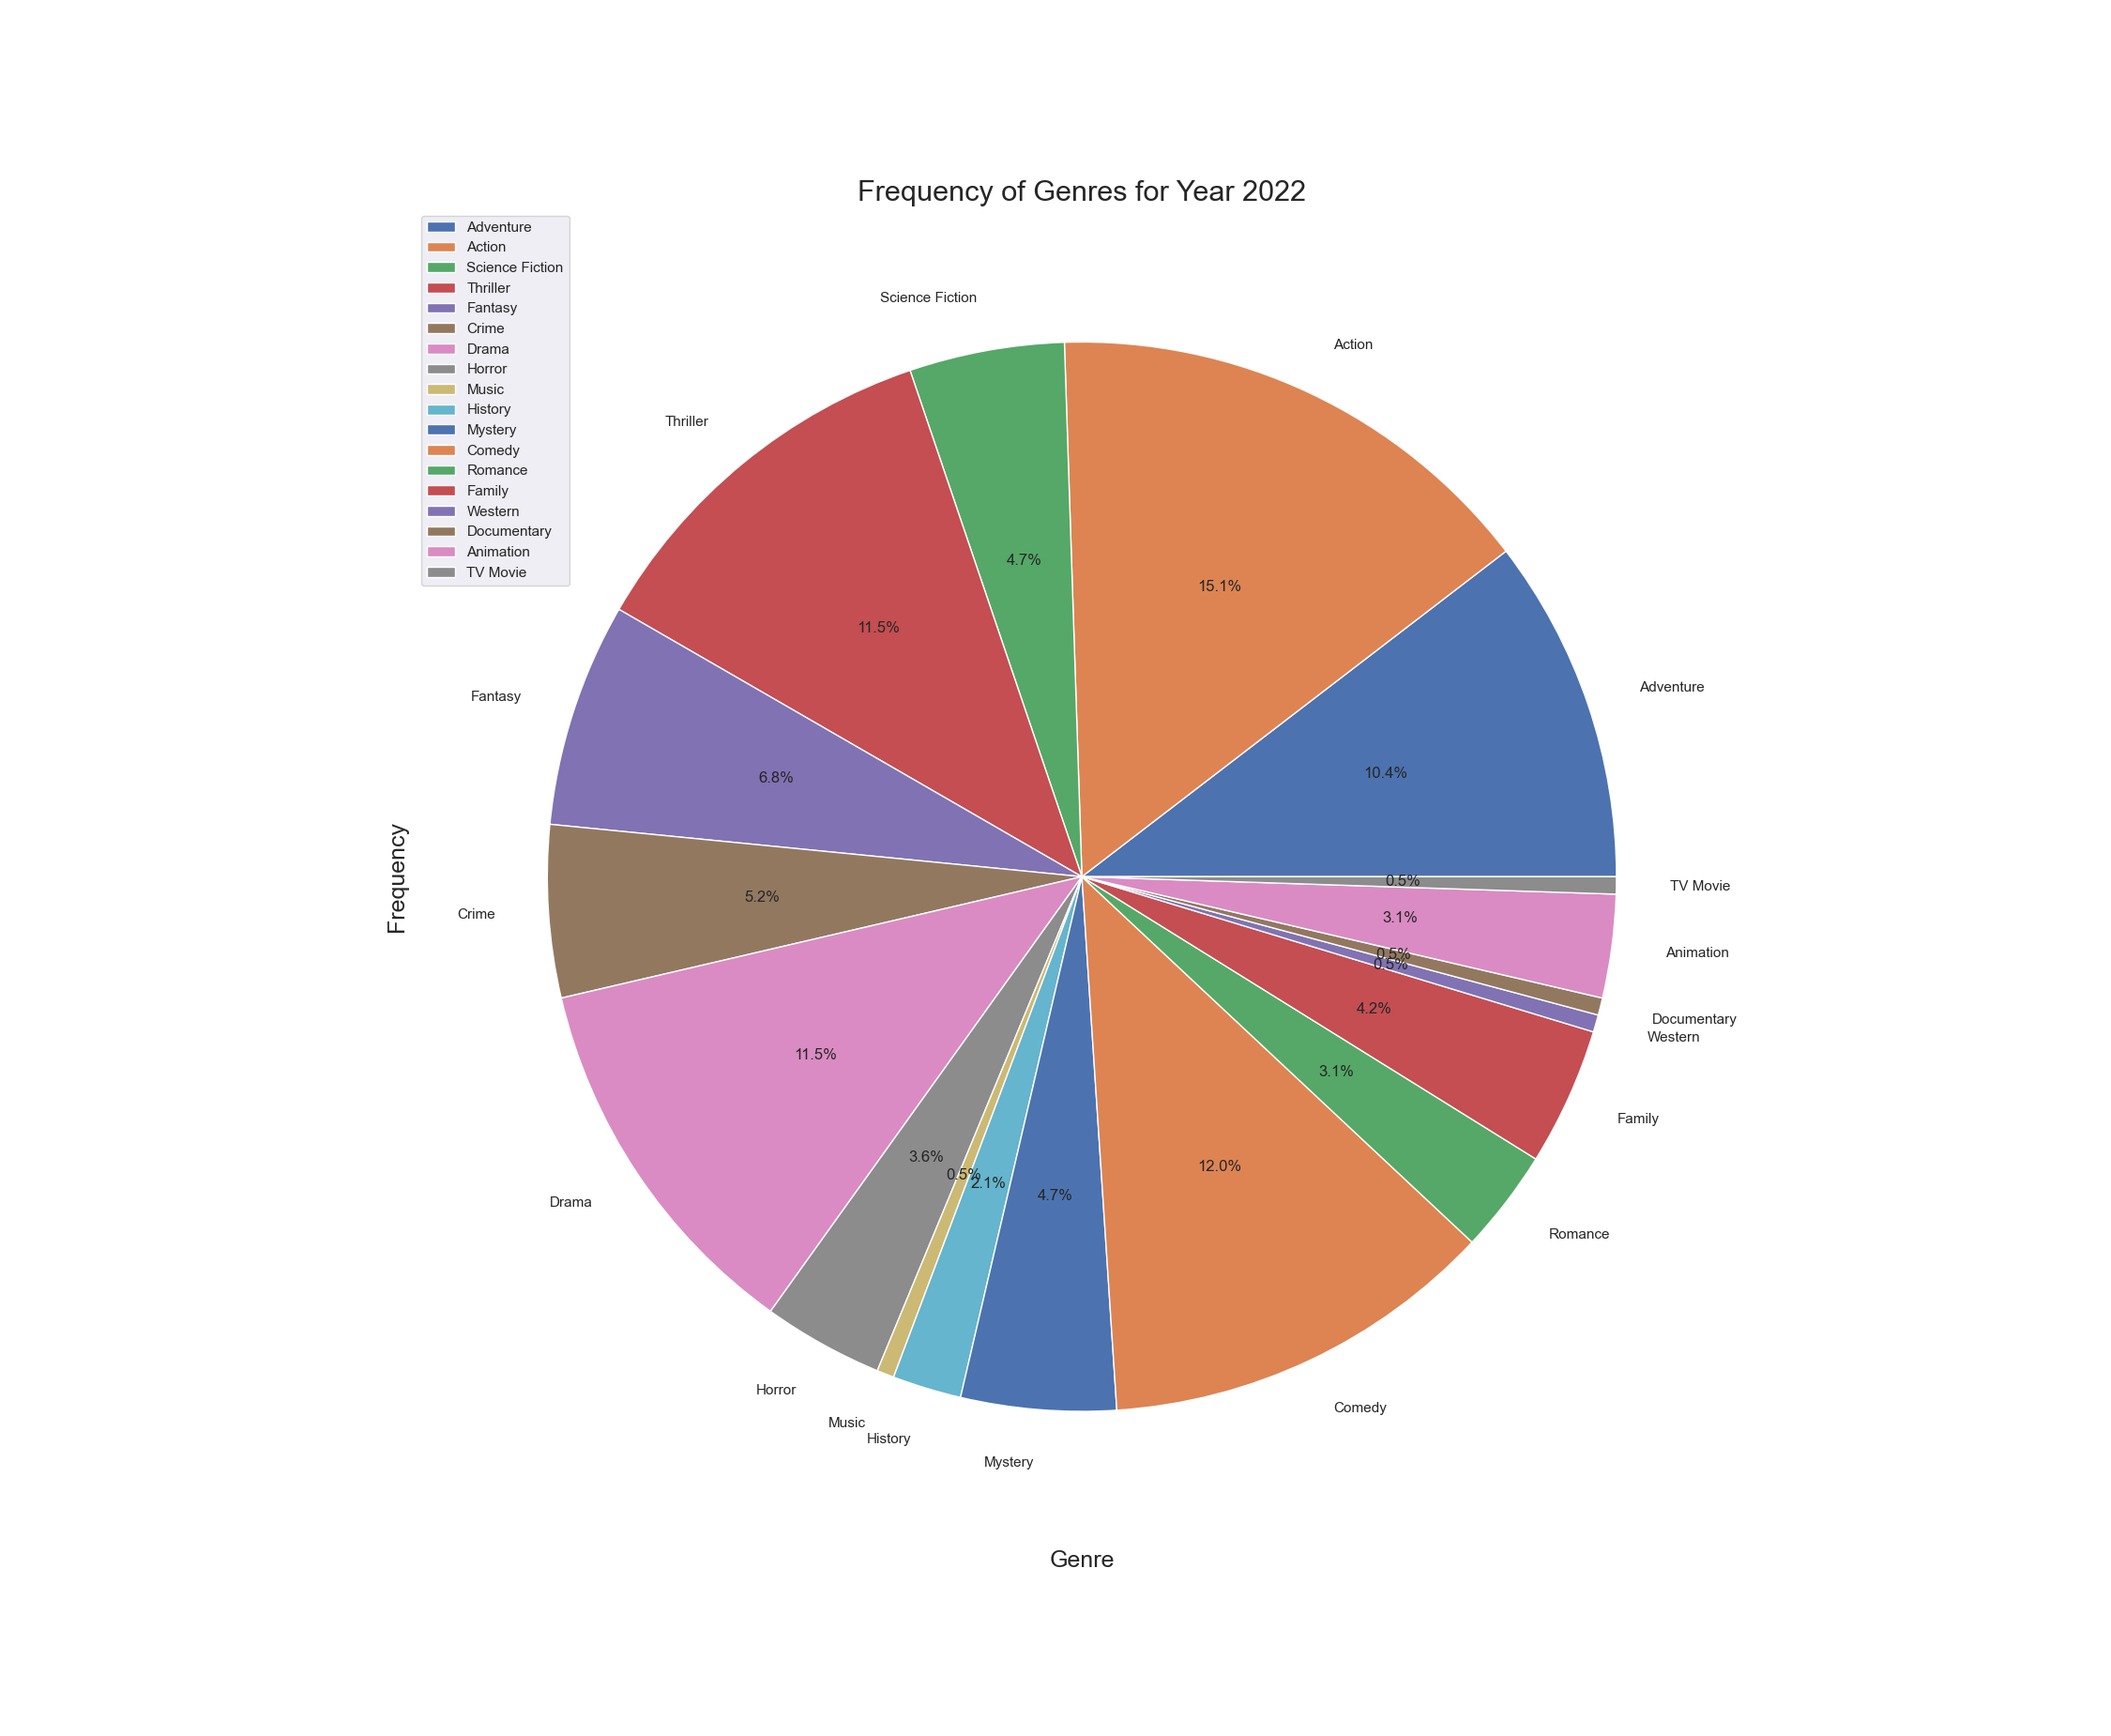 Frequency of Genres for Year 2022
Adventure
Action
Science Fiction
Thriller
Fantasy
Crime
Drama
Horror
Music
History
Mystery
Comedy
Romance
Family
Western
Documentary
Animation
TV Movie
Science Fiction
Action
Thriller
Adventure
Fantasy
Crime
Drama
Horror
Music
History
Mystery
Comedy
Romance
Family
Western
Documentary
Animation
TV Movie
4.7%
15.1%
11.5%
10.4%
6.8%
5.2%
11.5%
3.6%
0.5%
2.1%
4.7%
12.0%
3.1%
4.2%
0.5%
0.5%
3.1%
0.5%
Frequency
Genre